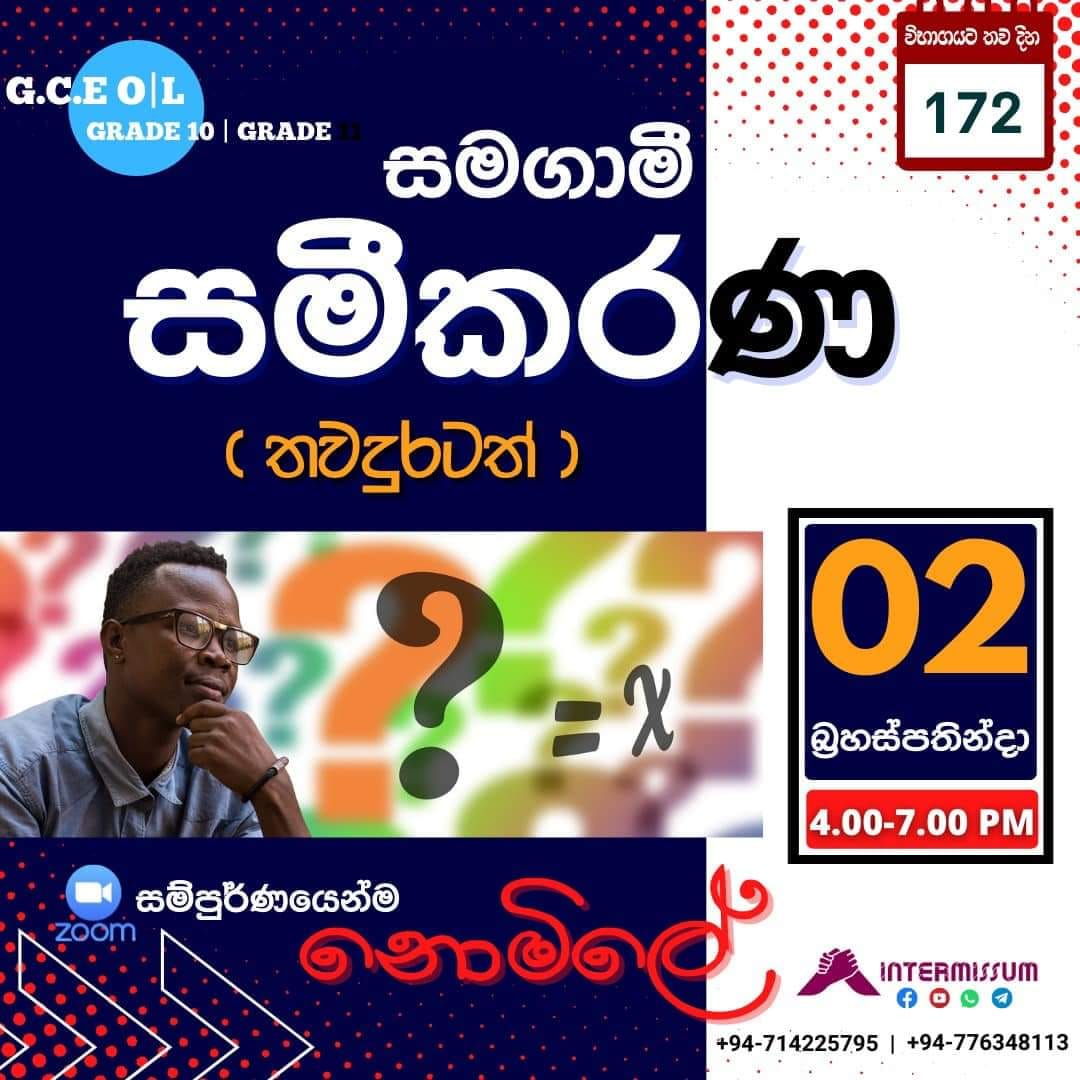 G.C.E O|L
GRADE 10 | GRADE 11
විභාගයට තව දින
172
සමගාමී
සමීකරණ
( තවදුරටත් )
? = x
02
බ්‍රහස්පතින්දා
4.00-7.00 PM
zoom
සම්පුර්ණයෙන්ම
නොමිලේ
INTERMISSUM
+94-714225795 | +94-776348113